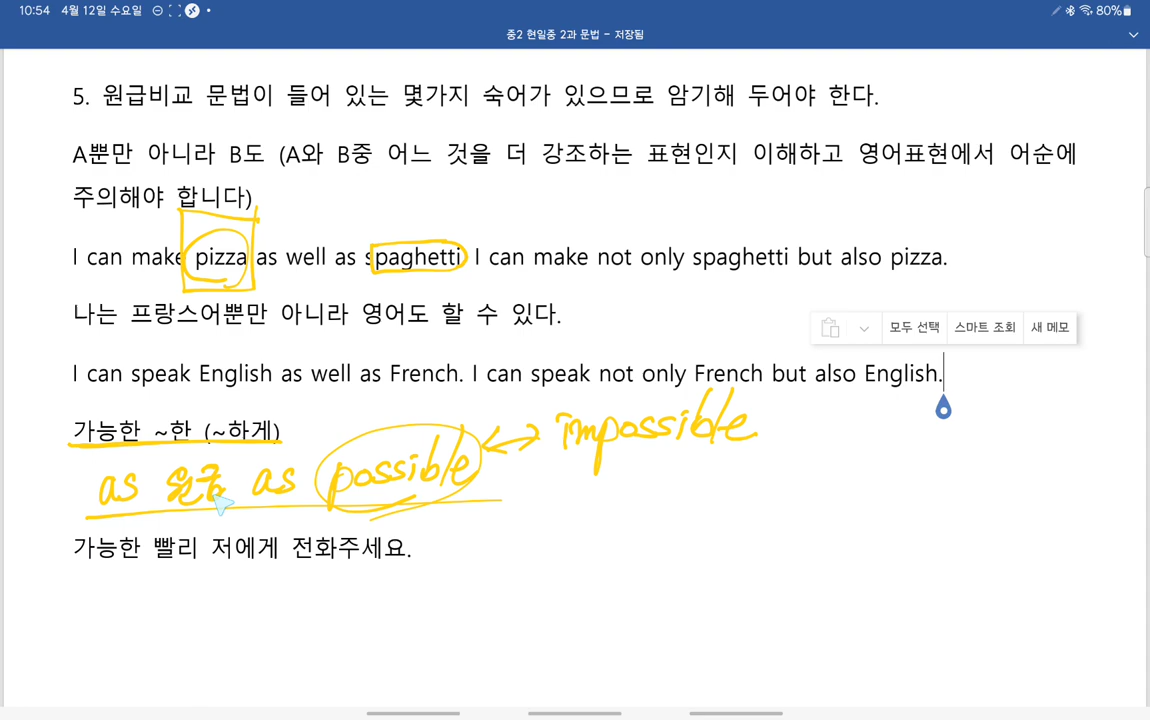 10:54 4월 12일 수요일 80%
중2 현일중 2과 문법 – 저장됨
5. 원급비교 문법이 들어 있는 몇가지 숙어가 있으므로 암기해 두어야 한다.
A뿐만 아니라 B도 (A와 B중 어느 것을 더 강조하는 표현인지 이해하고 영어표현에서 어순에
주의해야 합니다)
I can make pizza as well as spaghetti I can make not only spaghetti but also pizza.
나는 프랑스어뿐만 아니라 영어도 할 수 있다.
모두 선택 스마트 조회 새 메모
I can speak English as well as French. I can speak not only French but also English.
가능한 ~한 (~하게)
impossible
as 원급 as possible
가능한 빨리 저에게 전화주세요.